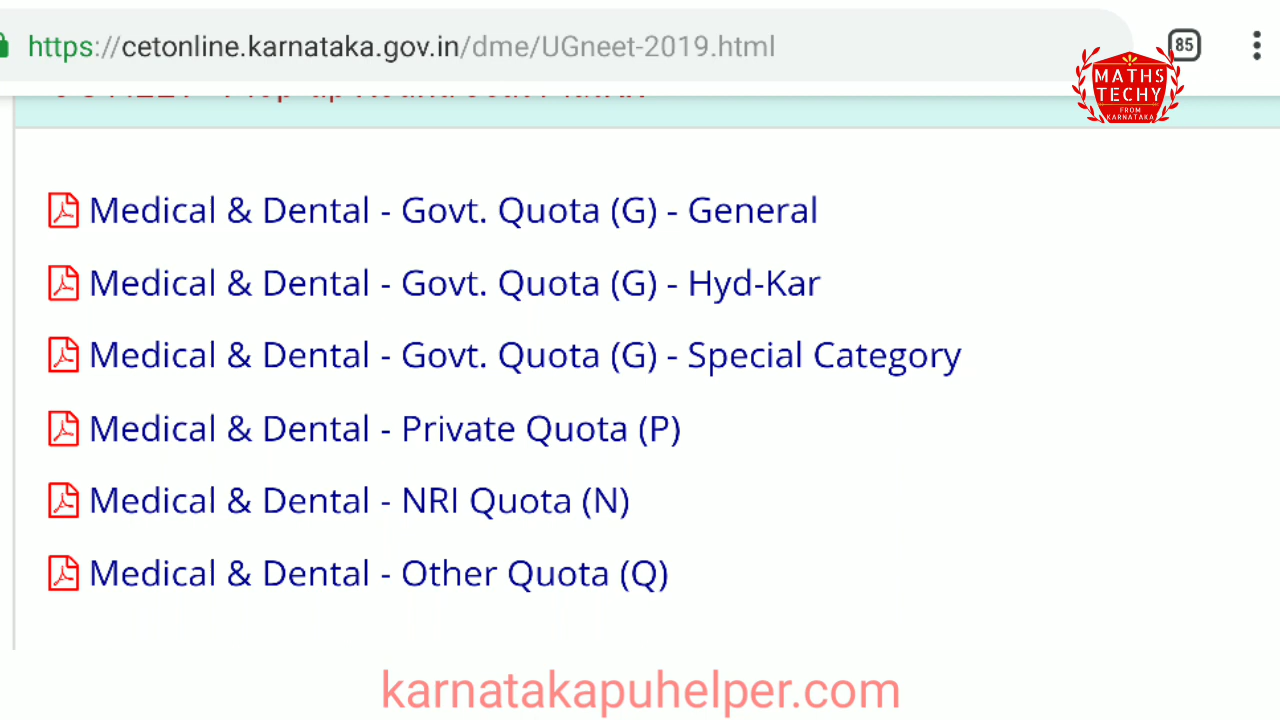 https://cetonline.karnataka.gov.in/dme/UGneet-2019.html
85
MATHS
TECHY
FROM
KARNATAKA
Medical & Dental - Govt. Quota (G) - General
Medical & Dental - Govt. Quota (G) - Hyd-Kar
Medical & Dental - Govt. Quota (G) - Special Category
Medical & Dental - Private Quota (P)
Medical & Dental - NRI Quota (N)
Medical & Dental - Other Quota (Q)
karnatakapuhelper.com